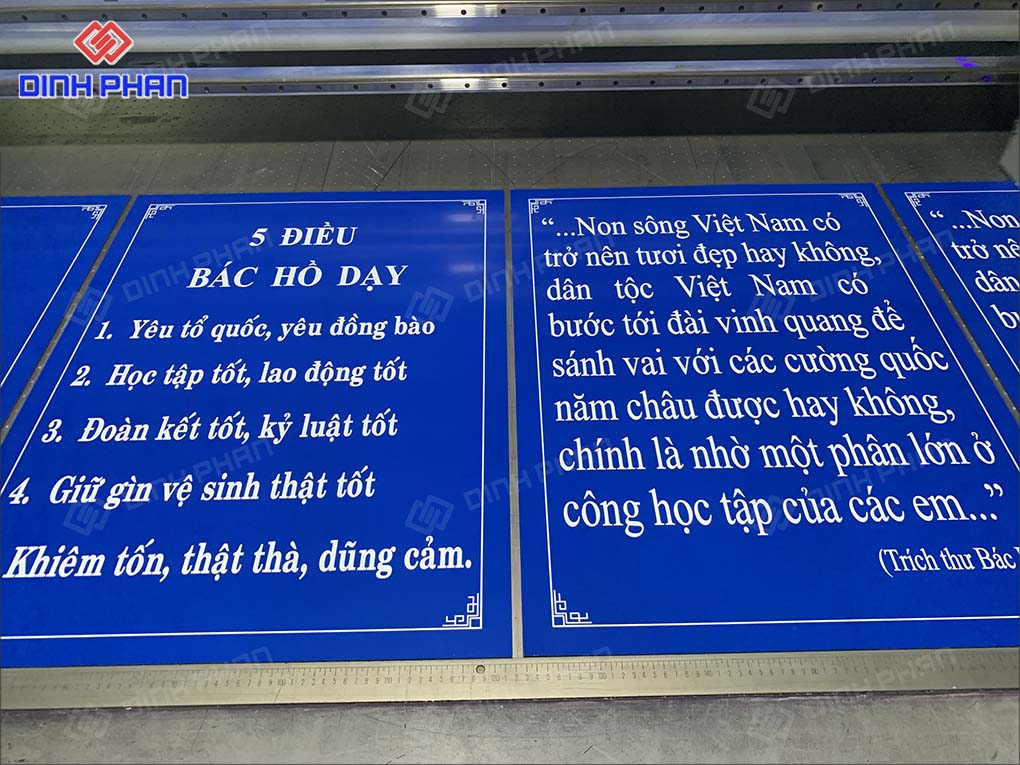 DINH PHAN
5 ĐIỀU
BÁC HỒ DẠY
1. Yêu tổ quốc, yêu đồng bào
2. Học tập tốt, lao động tốt
3. Đoàn kết tốt, kỷ luật tốt
4. Giữ gìn vệ sinh thật tốt
Khiêm tốn, thật thà, dũng cảm.
“...Non sông Việt Nam có
trở nên tươi đẹp hay không,
dân tộc Việt Nam có
bước tới đài vinh quang để
sánh vai với các cường quốc
năm châu được hay không,
chính là nhờ một phần lớn ở
công học tập của các em...”
(Trích thư Bác
“...Non
trở
dân